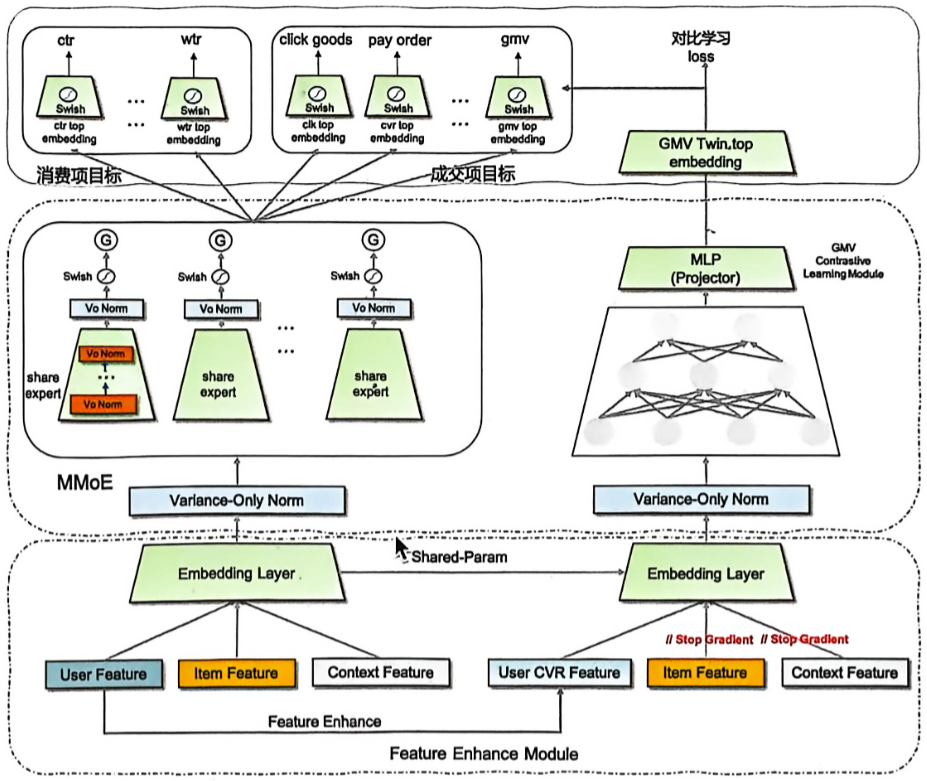 ctr
wtr
click goods
pay order
gmv
对比学习
loss
Swish
...
Swish
Swish
Swish
...
Swish
...
...
ctr top
embedding
wtr top
embedding
clk top
embedding
cvr top
embedding
gmv top
embedding
GMV Twin top
embedding
消费项目标
成交项目标
G
G
G
Swish
Swish
Swish
MLP
(Projector)
GMV
Contrastive
Learning Module
Vo Norm
Vo Norm
Vo Norm
...
...
Vo Norm
...
Vo Norm
share
expert
share
expert
share
expert
MMoE
Variance-Only Norm
Variance-Only Norm
Embedding Layer
Shared-Param
Embedding Layer
// Stop Gradient
// Stop Gradient
User Feature
Item Feature
Context Feature
User CVR Feature
Item Feature
Context Feature
Feature Enhance
Feature Enhance Module